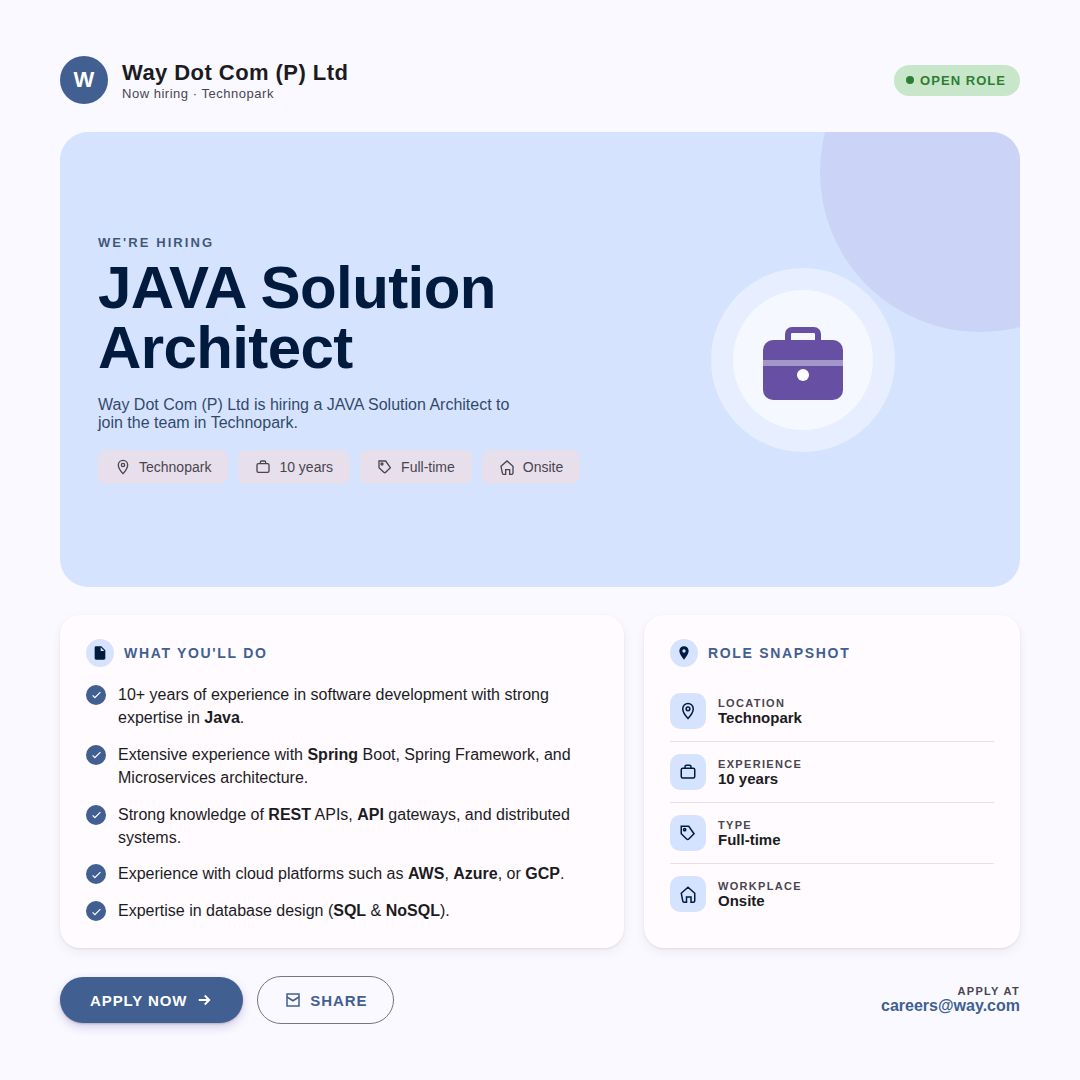 W
Way Dot Com (P) Ltd
Now hiring · Technopark
OPEN ROLE
WE'RE HIRING
JAVA Solution
Architect
Way Dot Com (P) Ltd is hiring a JAVA Solution Architect to
join the team in Technopark.
Technopark
10 years
Full-time
Onsite
WHAT YOU'LL DO
10+ years of experience in software development with strong
expertise in Java.
Extensive experience with Spring Boot, Spring Framework, and
Microservices architecture.
Strong knowledge of REST APIs, API gateways, and distributed
systems.
Experience with cloud platforms such as AWS, Azure, or GCP.
Expertise in database design (SQL & NoSQL).
ROLE SNAPSHOT
LOCATION
Technopark
EXPERIENCE
10 years
TYPE
Full-time
WORKPLACE
Onsite
APPLY NOW
SHARE
APPLY AT
careers@way.com